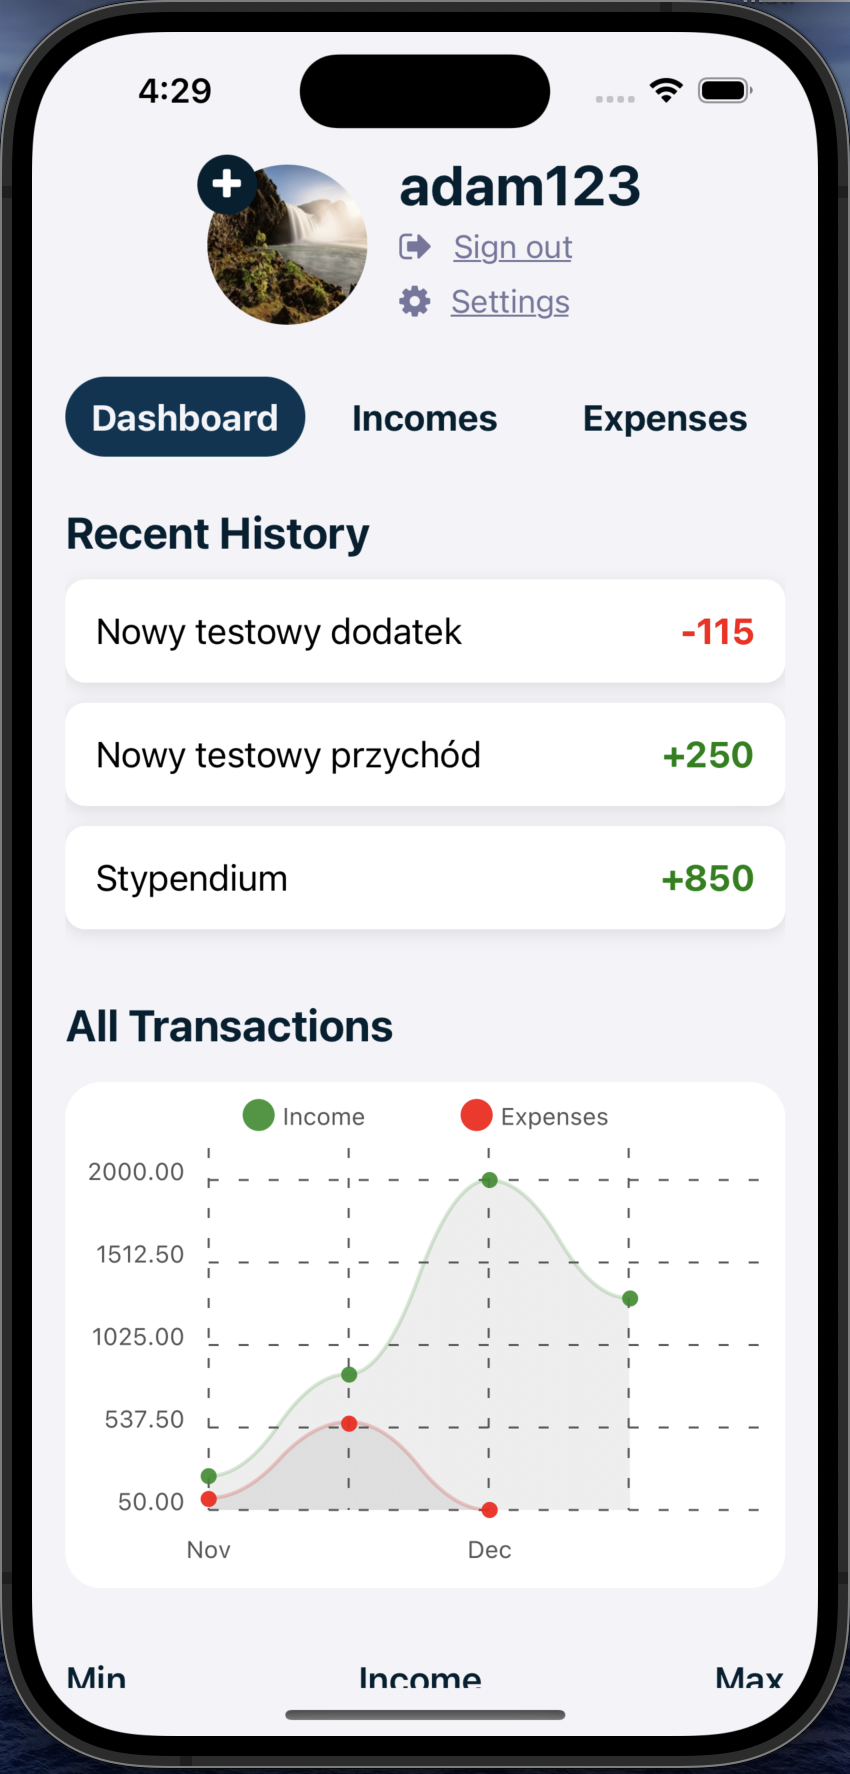 4:29
adam123
Sign out
Settings
Dashboard Incomes Expenses
Recent History
Nowy testowy dodatek -115
Nowy testowy przychód +250
Stypendium +850
All Transactions
Income Expenses
2000.00
1512.50
1025.00
537.50
50.00
Nov Dec
Min Income Max